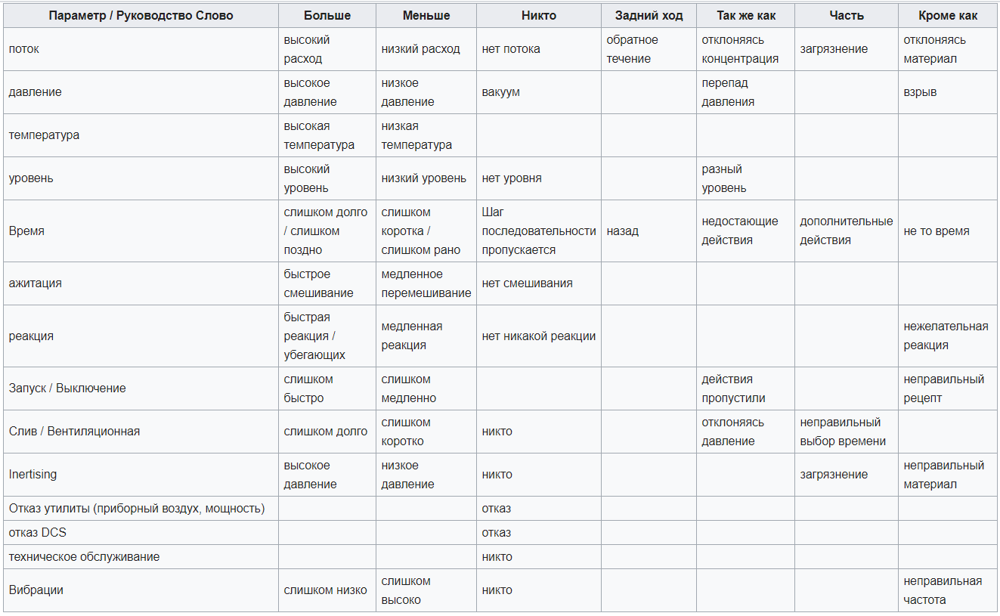 Параметр / Руководство Слово Больше Меньше Никто Задний ход Так же как Часть Кроме как
поток
высокий
расход
низкий расход
нет потока
обратное
течение
отклоняясь
концентрация
загрязнение
отклоняясь
материал
давление
высокое
давление
низкое
давление
вакуум
перепад
давления
взрыв
температура
высокая
температура
низкая
температура
уровень
высокий
уровень
низкий уровень
нет уровня
разный
уровень
Время
слишком долго
/ слишком
поздно
слишком
коротка /
слишком рано
Шаг
последовательности
пропускается
назад
недостающие
действия
дополнительные
действия
не то время
ажитация
быстрое
смешивание
медленное
перемешивание
нет смешивания
реакция
быстрая
реакция /
убегающих
медленная
реакция
нет никакой реакции
нежелательная
реакция
Запуск / Выключение
слишком
быстро
слишком
медленно
действия
пропустили
неправильный
рецепт
Слив / Вентиляционная
слишком долго
слишком
коротко
никто
отклоняясь
давление
неправильный
выбор времени
Inertising
высокое
давление
низкое
давление
никто
загрязнение
неправильный
материал
Отказ утилиты (приборный воздух, мощность)
отказ
отказ DCS
отказ
техническое обслуживание
никто
Вибрации
слишком низко
слишком
высоко
никто
неправильная
частота